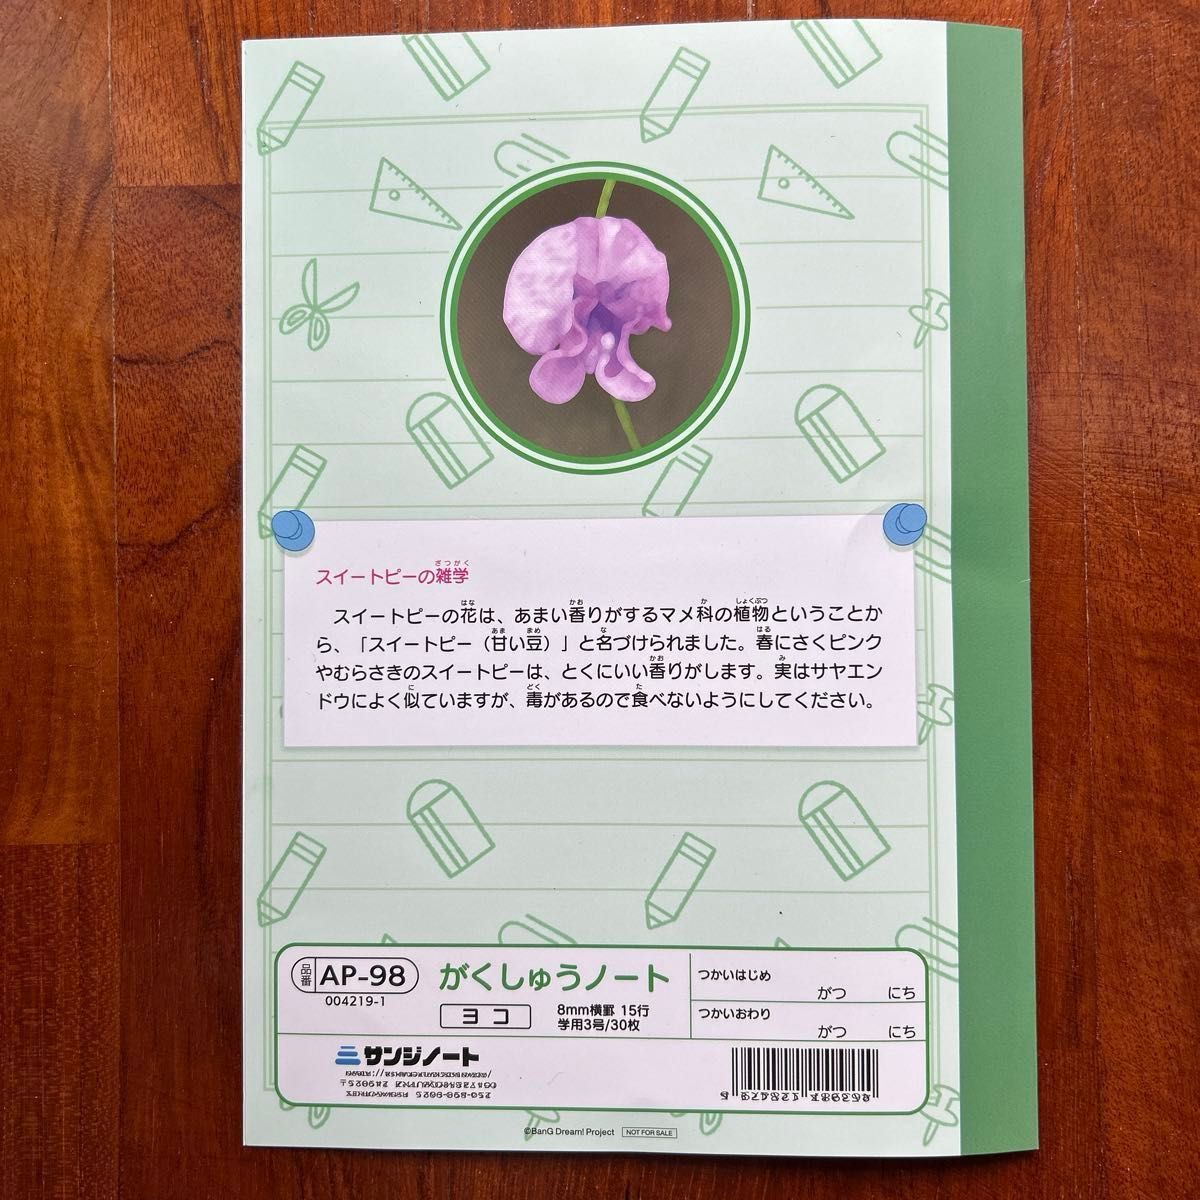 スイートピーの雑学
スイートピーの花は、あまい香りがするマメ科の植物ということか
ら、「スイートピー（甘い豆）」と名づけられました。春にさくピンク
やむらさきのスイートピーは、とくにいい香りがします。実はサヤエン
ドウによく似ていますが、毒があるので食べないようにしてください。
品番 AP-98
004219-1
がくしゅうノート
ヨコ
8mm横罫 15行
学用3号/30枚
つかいはじめ
がつ にち
つかいおわり
がつ にち
サンジノート
©BanG Dream! Project
NOT FOR SALE